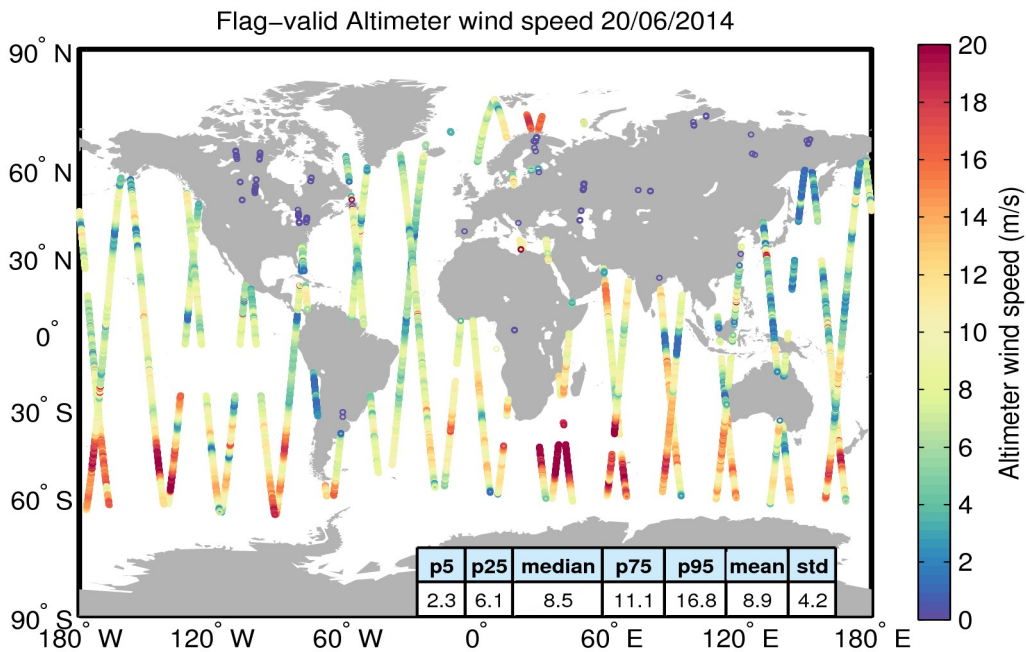 Flag−valid Altimeter wind speed 20/06/2014
90° N
60° N
30° N
0°
30° S
60° S
90° S
180° W
120° W
60° W
0°
60° E
120° E
180° E
p5 p25 median p75 p95 mean std
2.3 6.1 8.5 11.1 16.8 8.9 4.2
20
18
16
14
12
10
8
6
4
2
0
Altimeter wind speed (m/s)